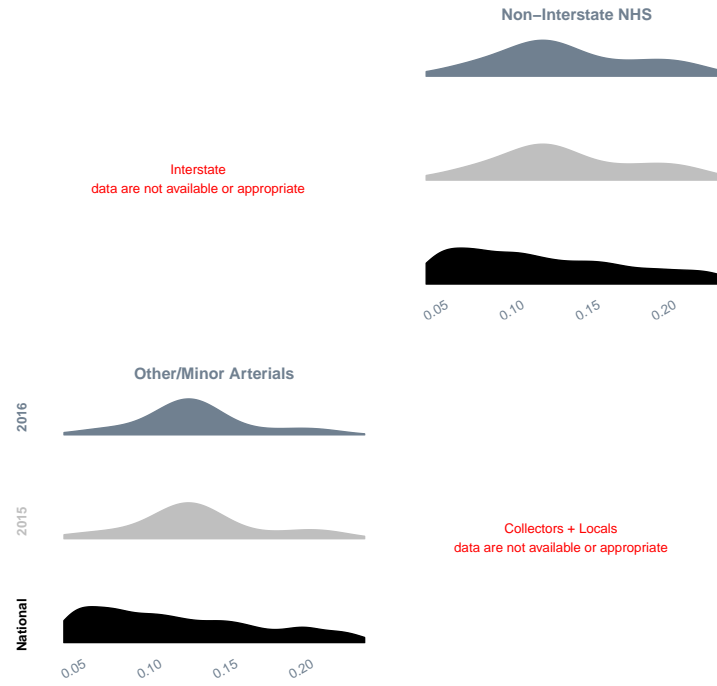 Non–Interstate NHS
Interstate
data are not available or appropriate
0.05
0.10
0.15
0.20
Other/Minor Arterials
2016
2015
National
Collectors + Locals
data are not available or appropriate
0.05
0.10
0.15
0.20